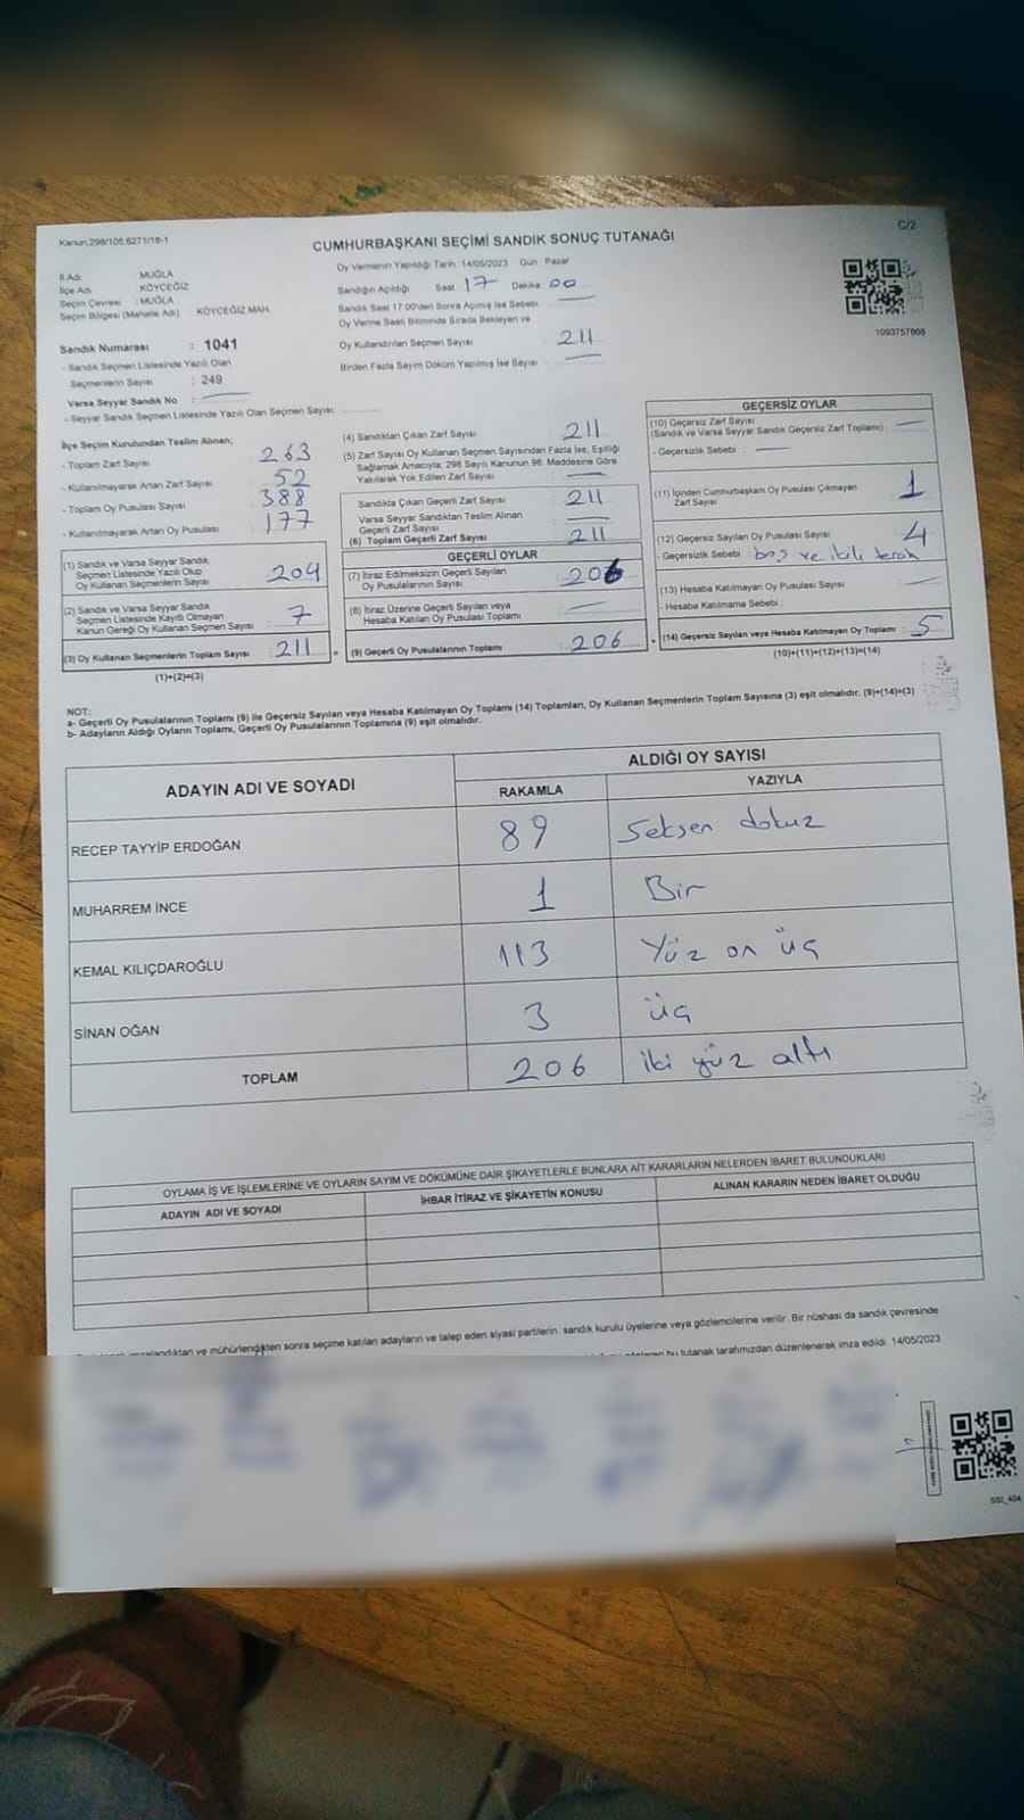 Kanun:298/105,6271/18-1
C/2
CUMHURBAŞKANI SEÇİMİ SANDIK SONUÇ TUTANAĞI
İl Adı : MUĞLA
İlçe Adı : KÖYCEĞİZ
Seçim Çevresi : MUĞLA
Seçim Bölgesi (Mahalle Adı) : KÖYCEĞİZ MAH.
Sandık Numarası : 1041
- Sandık Seçmen Listesinde Yazılı Olan
Seçmenlerin Sayısı : 249
Varsa Seyyar Sandık No :
- Seyyar Sandık Seçmen Listesinde Yazılı Olan Seçmen Sayısı:
Oy Vermenin Yapıldığı Tarih: 14/05/2023 Gün: Pazar
Sandığın Açıldığı Saat: 17 Dakika: 00
Sandık Saat 17.00'den Sonra Açılmış İse Sebebi:
Oy Verme Saati Bitiminde Sırada Bekleyen ve
Oy Kullandırılan Seçmen Sayısı : 211
Birden Fazla Sayım Döküm Yapılmış İse Sayısı :
İlçe Seçim Kurulundan Teslim Alınan;
- Toplam Zarf Sayısı : 263
- Kullanılmayarak Artan Zarf Sayısı : 52
- Toplam Oy Pusulası Sayısı : 388
- Kullanılmayarak Artan Oy Pusulası : 177
(1) Sandık ve Varsa Seyyar Sandık
Seçmen Listesinde Yazılı Olup
Oy Kullanan Seçmenlerin Sayısı : 204
(2) Sandık ve Varsa Seyyar Sandık
Seçmen Listesinde Kayıtlı Olmayan
Kanun Gereği Oy Kullanan Seçmen Sayısı : 7
(3) Oy Kullanan Seçmenlerin Toplam Sayısı : 211
(1)+(2)=(3)
(4) Sandıktan Çıkan Zarf Sayısı : 211
(5) Zarf Sayısı Oy Kullanan Seçmen Sayısından Fazla İse, Eşitliği
Sağlamak Amacıyla; 298 Sayılı Kanunun 98. Maddesine Göre
Yakılarak Yok Edilen Zarf Sayısı :
Sandıkta Çıkan Geçerli Zarf Sayısı : 211
Varsa Seyyar Sandıktan Teslim Alınan
Geçerli Zarf Sayısı :
(6) Toplam Geçerli Zarf Sayısı : 211
GEÇERLİ OYLAR
(7) İtiraz Edilmeksizin Geçerli Sayılan
Oy Pusulalarının Sayısı : 206
(8) İtiraz Üzerine Geçerli Sayılan veya
Hesaba Katılan Oy Pusulası Toplamı :
(9) Geçerli Oy Pusulalarının Toplamı : 206
1093757808
GEÇERSİZ OYLAR
(10) Geçersiz Zarf Sayısı
(Sandık ve Varsa Seyyar Sandık Geçersiz Zarf Toplamı) :
- Geçersizlik Sebebi :
(11) İçinden Cumhurbaşkanı Oy Pusulası Çıkmayan
Zarf Sayısı : 1
(12) Geçersiz Sayılan Oy Pusulası Sayısı : 4
- Geçersizlik Sebebi : boş ve ikili tercih
(13) Hesaba Katılmayan Oy Pusulası Sayısı :
- Hesaba Katılmama Sebebi :
(14) Geçersiz Sayılan veya Hesaba Katılmayan Oy Toplamı : 5
(10)+(11)+(12)+(13)=(14)
NOT:
a- Geçerli Oy Pusulalarının Toplamı (9) ile Geçersiz Sayılan veya Hesaba Katılmayan Oy Toplamı (14) Toplamları, Oy Kullanan Seçmenlerin Toplam Sayısına (3) eşit olmalıdır. (9)+(14)=(3)
b- Adayların Aldığı Oyların Toplamı, Geçerli Oy Pusulalarının Toplamına (9) eşit olmalıdır.
ADAYIN ADI VE SOYADI
ALDIĞI OY SAYISI
RAKAMLA YAZIYLA
RECEP TAYYİP ERDOĞAN 89 Seksen dokuz
MUHARREM İNCE 1 Bir
KEMAL KILIÇDAROĞLU 113 Yüz on üç
SİNAN OĞAN 3 üç
TOPLAM 206 iki yüz altı
OYLAMA İŞ VE İŞLEMLERİNE VE OYLARIN SAYIM VE DÖKÜMÜNE DAİR ŞİKAYETLERLE BUNLARA AİT KARARLARIN NELERDEN İBARET BULUNDUKLARI
ADAYIN ADI VE SOYADI İHBAR İTİRAZ VE ŞİKAYETİN KONUSU ALINAN KARARIN NEDEN İBARET OLDUĞU
imzalandıktan ve mühürlendikten sonra seçime katılan adayların ve talep eden siyasi partilerin sandık kurulu üyelerine veya gözlemcilerine verilir. Bir nüshası da sandık çevresinde
bu tutanak tarafımızdan düzenlenerek imza edildi. 14/05/2023